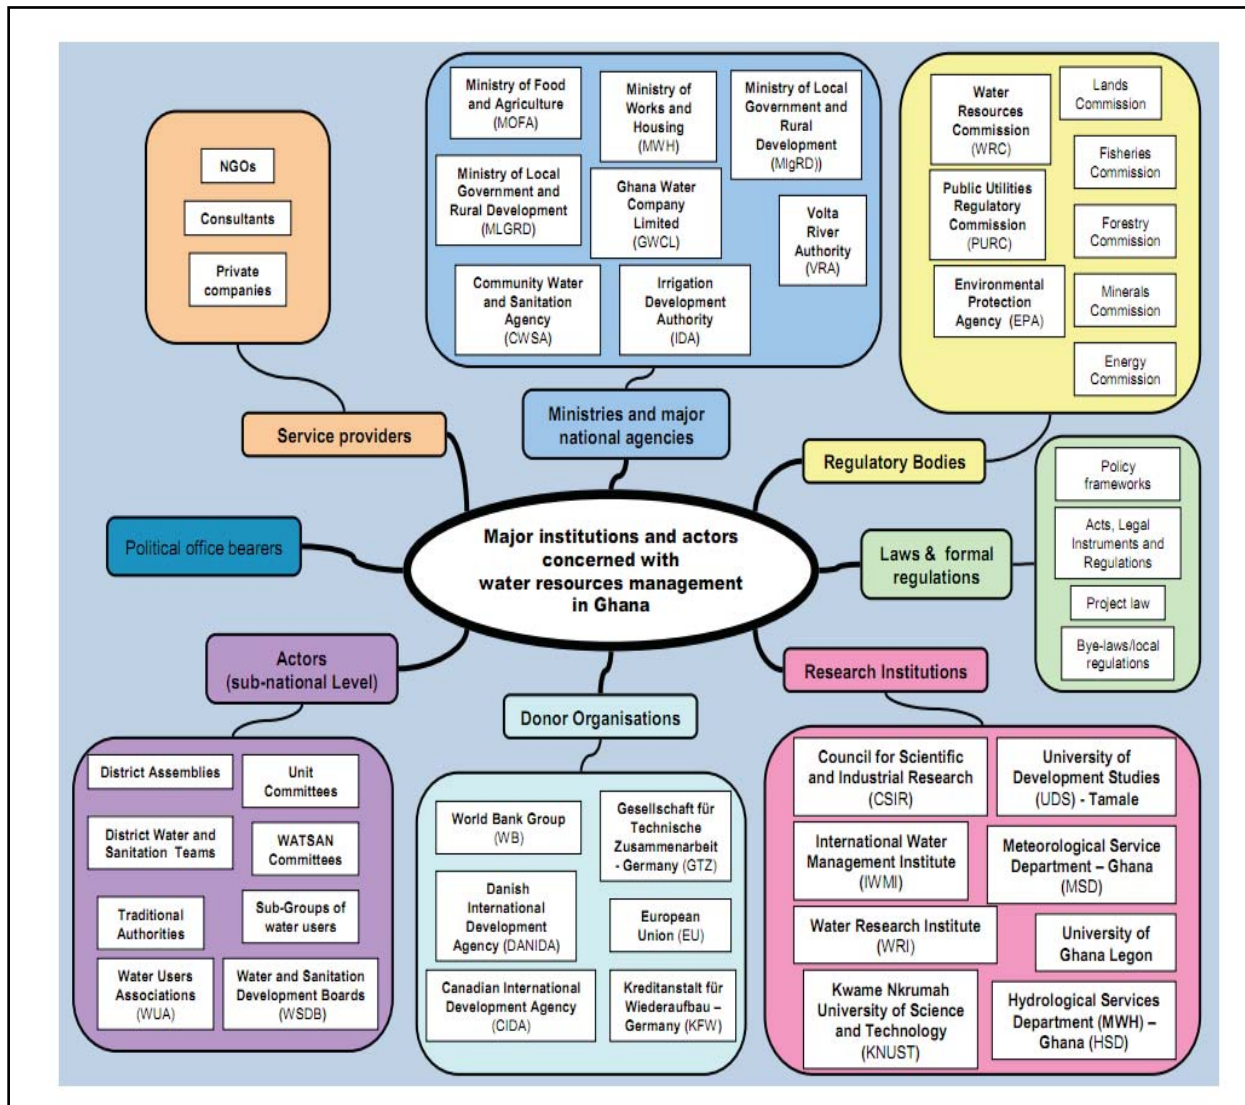 Ministry of Food
and Agriculture
(MOFA)
Ministry of
Works and
Housing
(MWH)
Ministry of Local
Government and
Rural
Development
(MlgRD))
Ministry of Local
Government and
Rural Development
(MLGRD)
Ghana Water
Company
Limited
(GWCL)
Volta
River
Authority
(VRA)
Community Water
and Sanitation
Agency
(CWSA)
Irrigation
Development
Authority
(IDA)
Water
Resources
Commission
(WRC)
Lands
Commission
Fisheries
Commission
Public Utilities
Regulatory
Commission
(PURC)
Forestry
Commission
Environmental
Protection
Agency (EPA)
Minerals
Commission
Energy
Commission
NGOs
Consultants
Private
companies
Service providers
Ministries and major
national agencies
Regulatory Bodies
Political office bearers
Major institutions and actors
concerned with
water resources management
in Ghana
Laws & formal
regulations
Policy
frameworks
Acts, Legal
Instruments and
Regulations
Project law
Bye-laws/local
regulations
Actors
(sub-national Level)
Donor Organisations
Research Institutions
District Assemblies
Unit
Committees
District Water and
Sanitation Teams
WATSAN
Committees
Traditional
Authorities
Sub-Groups of
water users
Water Users
Associations
(WUA)
Water and Sanitation
Development Boards
(WSDB)
World Bank Group
(WB)
Gesellschaft für
Technische
Zusammenarbeit
- Germany (GTZ)
Danish
International
Development
Agency (DANIDA)
European
Union (EU)
Canadian International
Development Agency
(CIDA)
Kreditanstalt für
Wiederaufbau –
Germany (KFW)
Council for Scientific
and Industrial Research
(CSIR)
University of
Development Studies
(UDS) - Tamale
International Water
Management Institute
(IWMI)
Meteorological Service
Department – Ghana
(MSD)
Water Research Institute
(WRI)
University of
Ghana Legon
Kwame Nkrumah
University of Science
and Technology
(KNUST)
Hydrological Services
Department (MWH) –
Ghana (HSD)